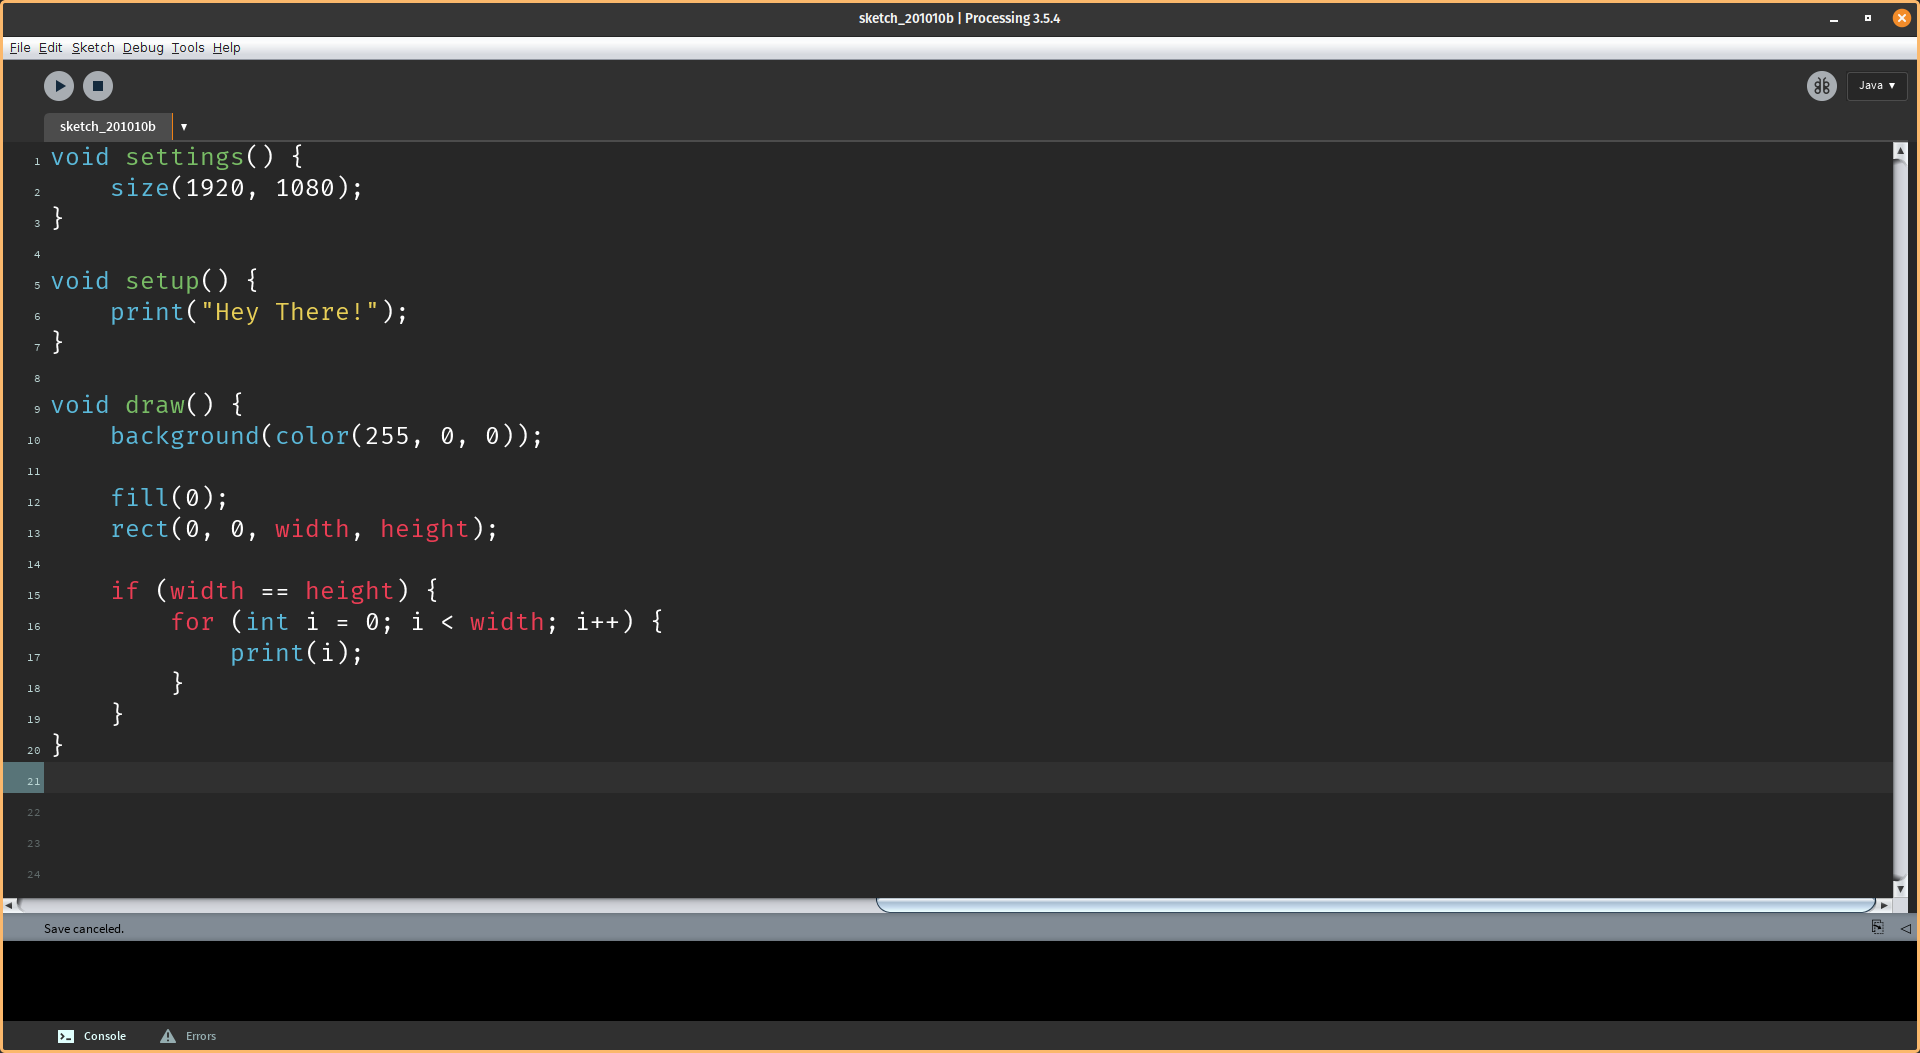 sketch_201010b | Processing 3.5.4
File Edit Sketch Debug Tools Help
Java ▾
sketch_201010b ▾
1 void settings() {
2     size(1920, 1080);
3 }
4
5 void setup() {
6     print("Hey There!");
7 }
8
9 void draw() {
10     background(color(255, 0, 0));
11
12     fill(0);
13     rect(0, 0, width, height);
14
15     if (width == height) {
16         for (int i = 0; i < width; i++) {
17             print(i);
18         }
19     }
20 }
21
22
23
24
Save canceled.
Console Errors